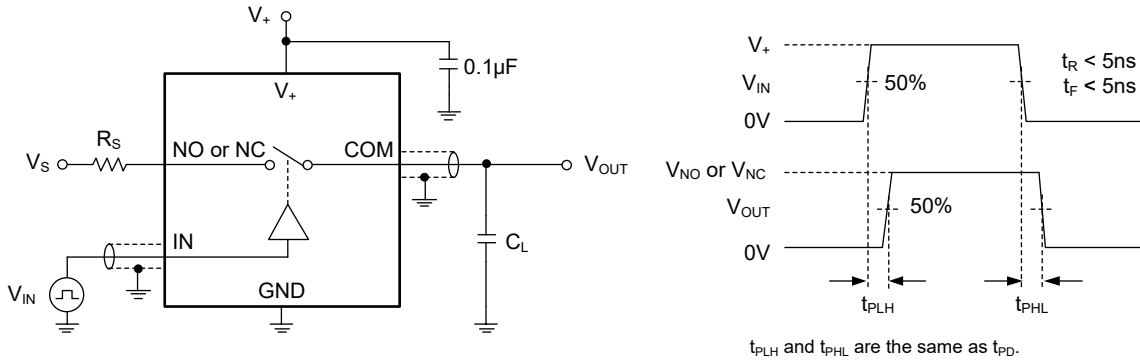 V+
0.1µF
V+
RS
VS
NO or NC
COM
VOUT
IN
CL
VIN
GND
V+
tR < 5ns
VIN
50%
tF < 5ns
0V
VNO or VNC
VOUT
50%
0V
tPLH
tPHL
tPLH and tPHL are the same as tPD.